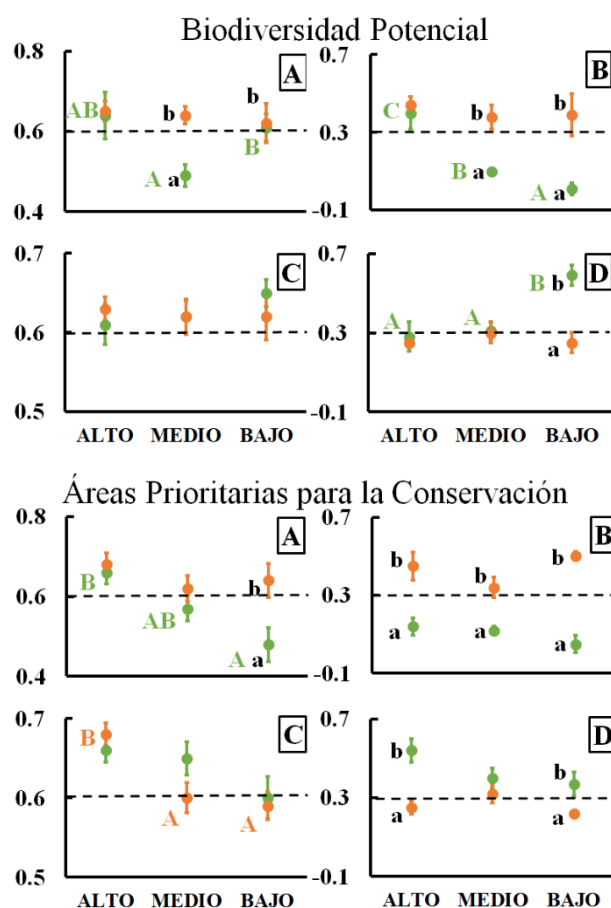 Biodiversidad Potencial
0.8
0.6
0.4
A
AB
b
A a
b
B
0.7
0.3
-0.1
B
C
b
B a
b
A a
0.7
0.6
0.5
C
ALTO MEDIO BAJO
0.7
0.3
-0.1
D
A
A
B b
a
ALTO MEDIO BAJO
Áreas Prioritarias para la Conservación
0.8
0.6
0.4
A
B
AB
b
A a
0.7
0.3
-0.1
B
b
a
b
a
b
a
0.7
0.6
0.5
C
B
A
A
ALTO MEDIO BAJO
0.7
0.3
-0.1
D
b
a
b
a
ALTO MEDIO BAJO